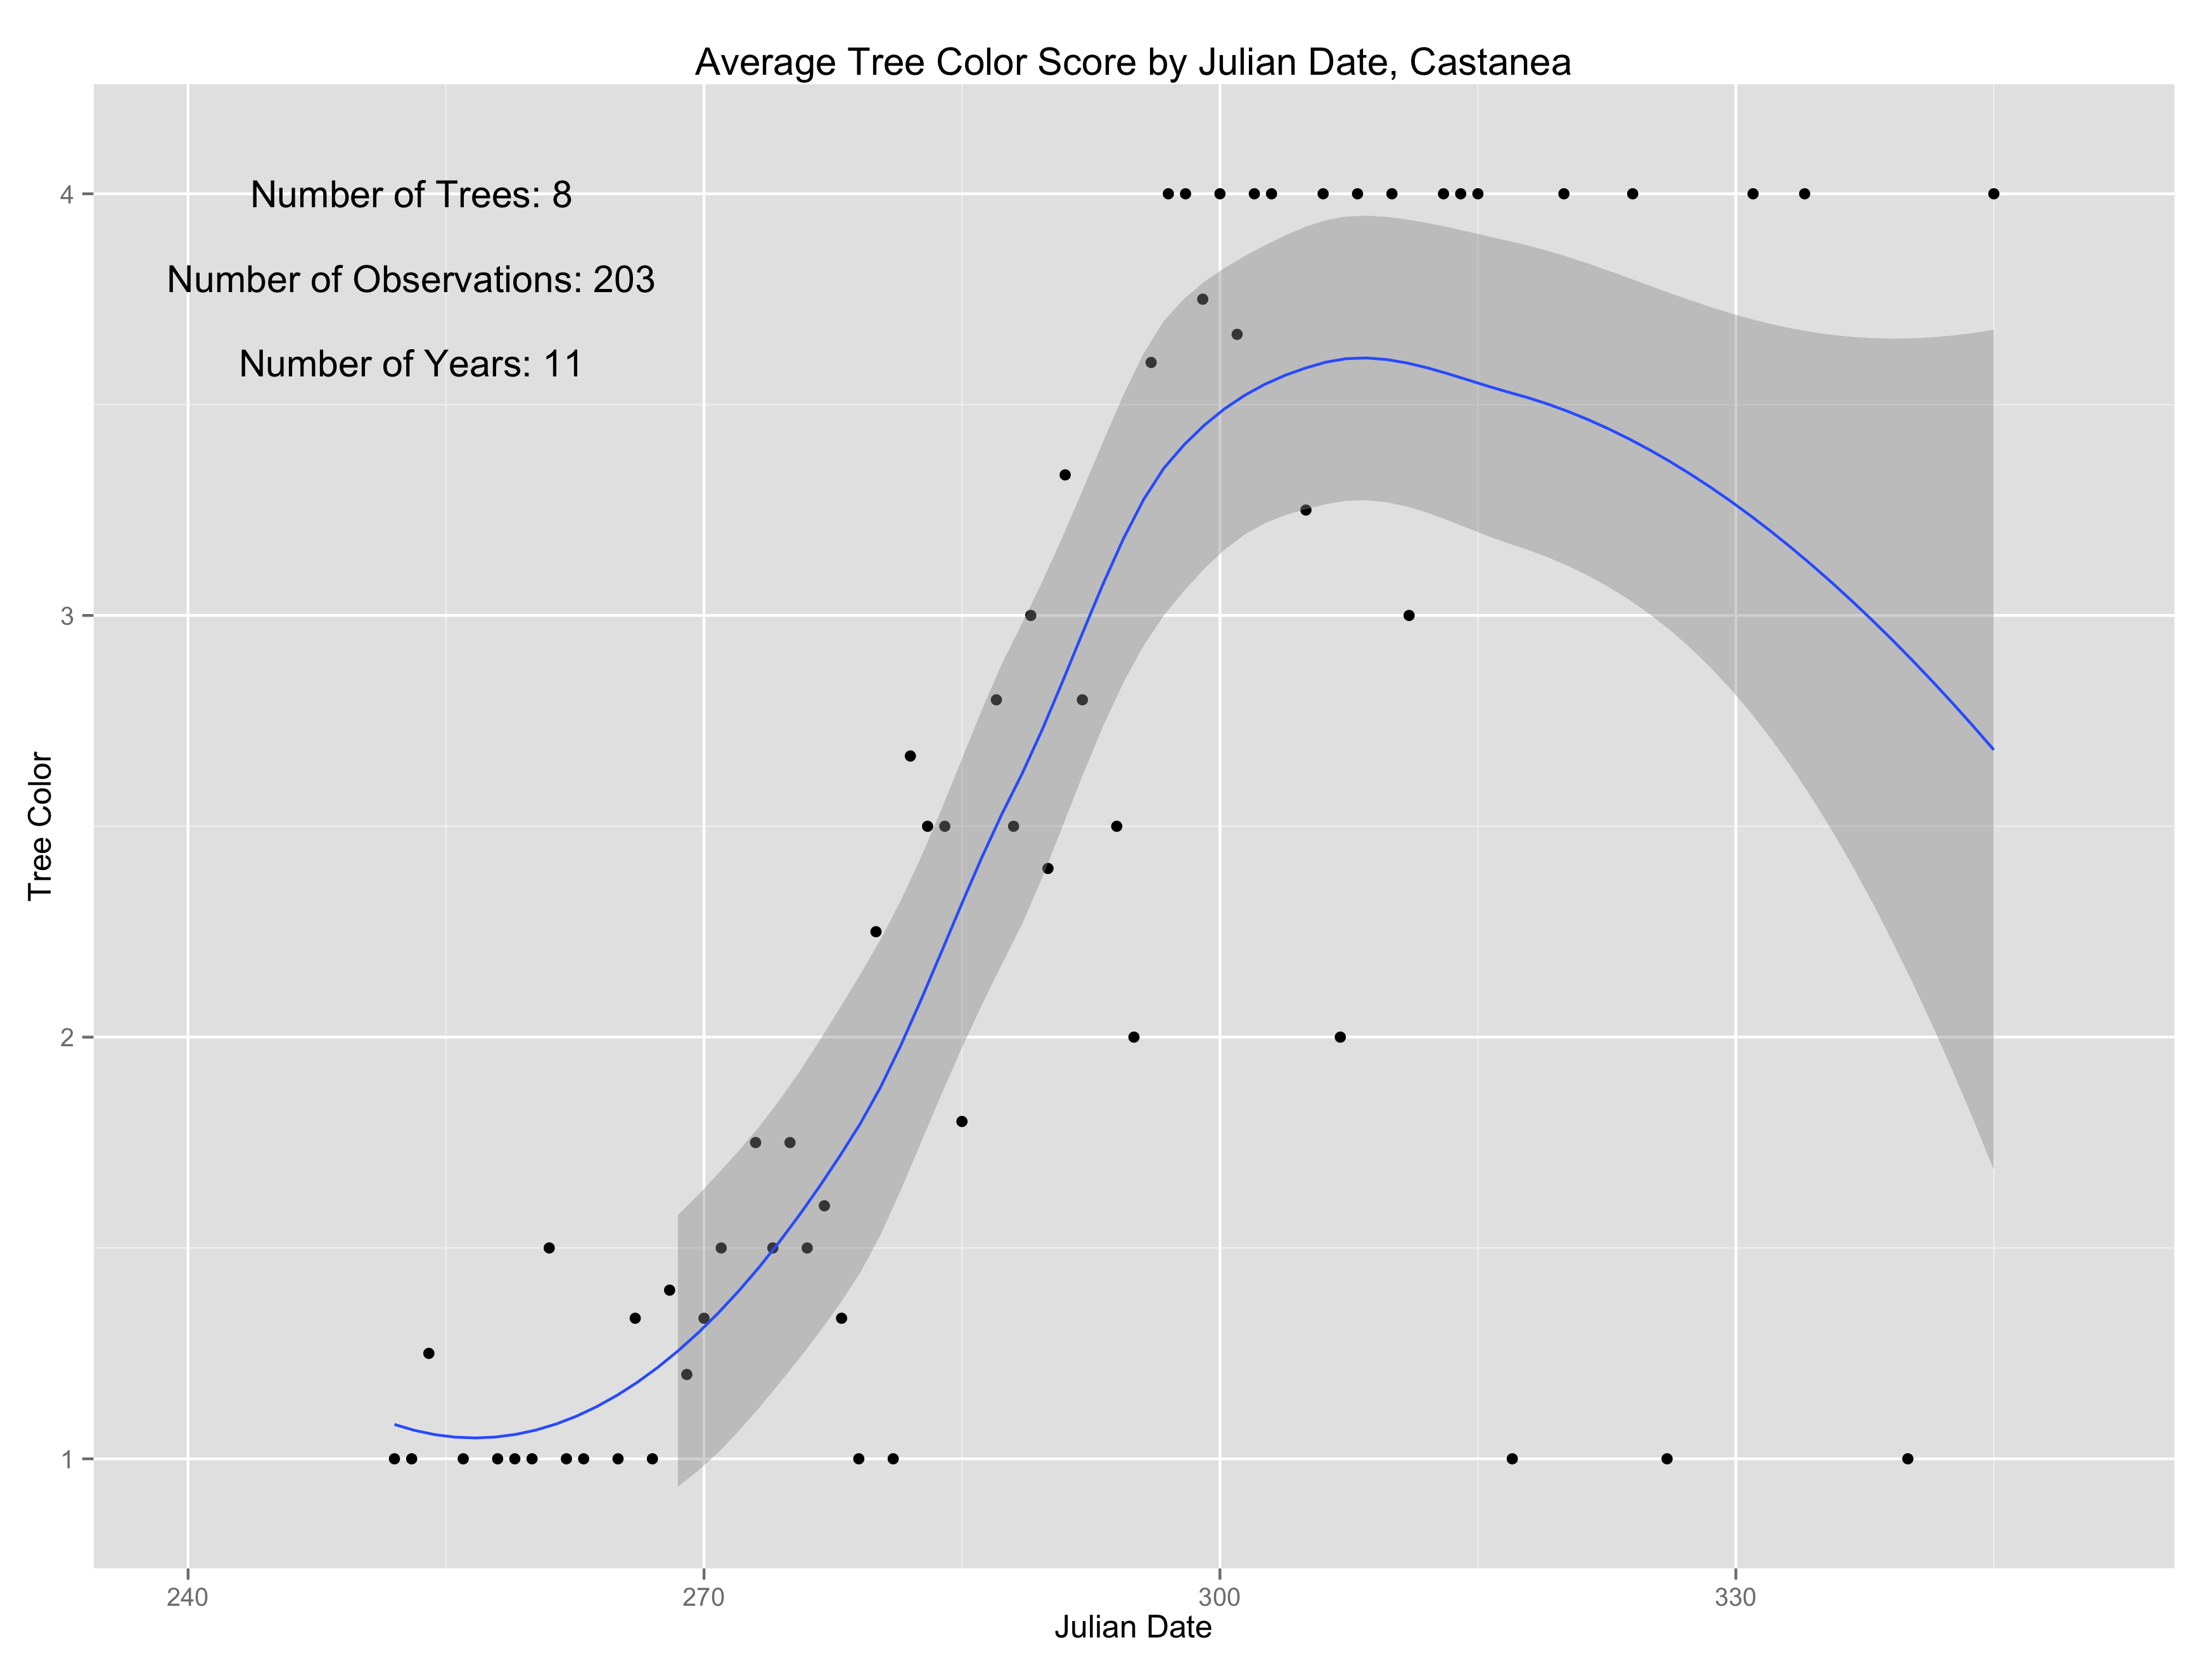 Average Tree Color Score by Julian Date, Castanea
Number of Trees: 8
Number of Observations: 203
Number of Years: 11
4
3
2
1
Tree Color
240 270 300 330
Julian Date